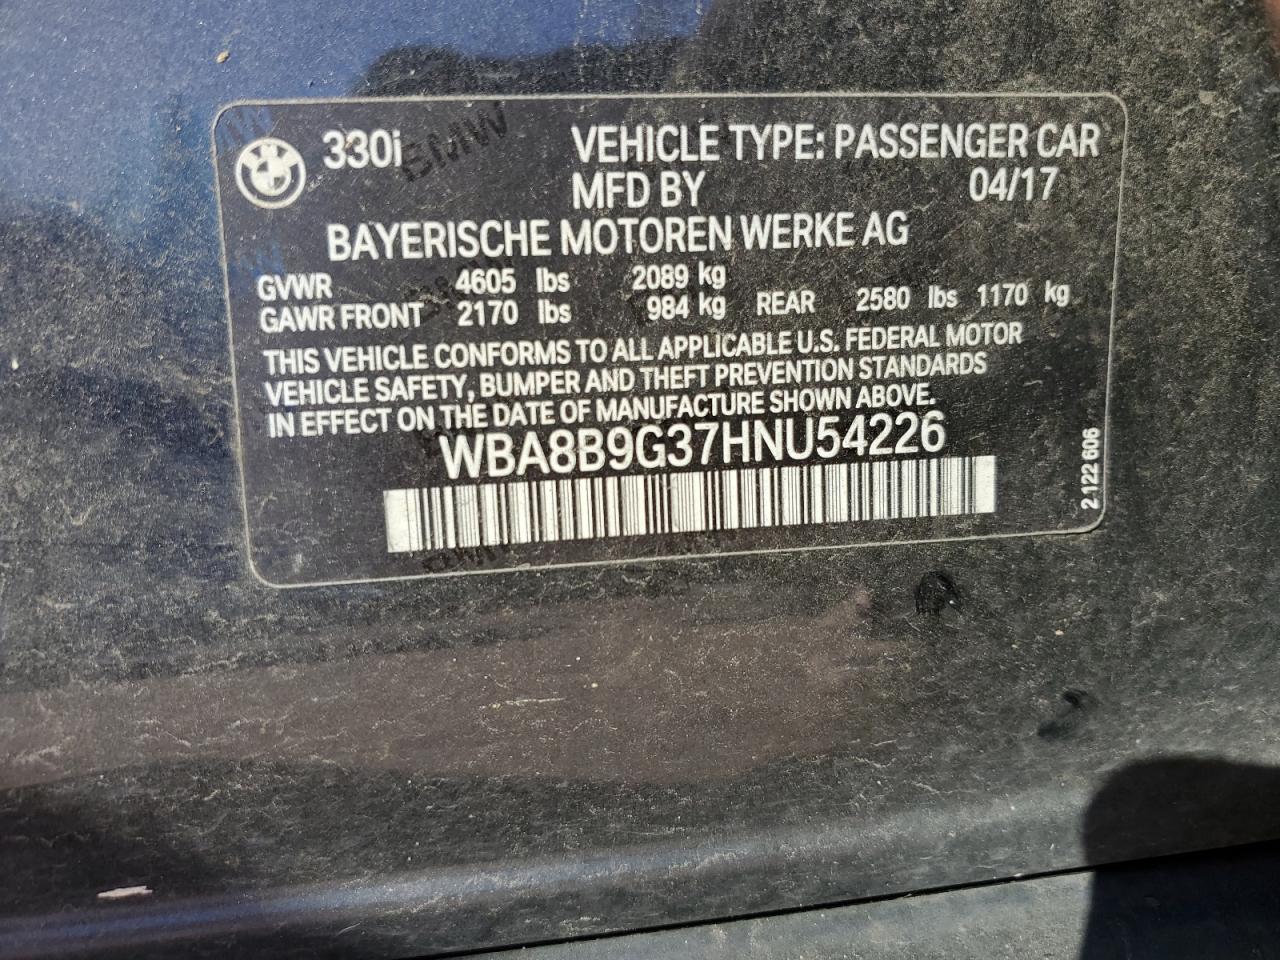 330i VEHICLE TYPE: PASSENGER CAR
MFD BY 04/17
BAYERISCHE MOTOREN WERKE AG
GVWR 4605 lbs 2089 kg
GAWR FRONT 2170 lbs 984 kg REAR 2580 lbs 1170 kg
THIS VEHICLE CONFORMS TO ALL APPLICABLE U.S. FEDERAL MOTOR
VEHICLE SAFETY, BUMPER AND THEFT PREVENTION STANDARDS
IN EFFECT ON THE DATE OF MANUFACTURE SHOWN ABOVE.
WBA8B9G37HNU54226
2 122 606
BMW